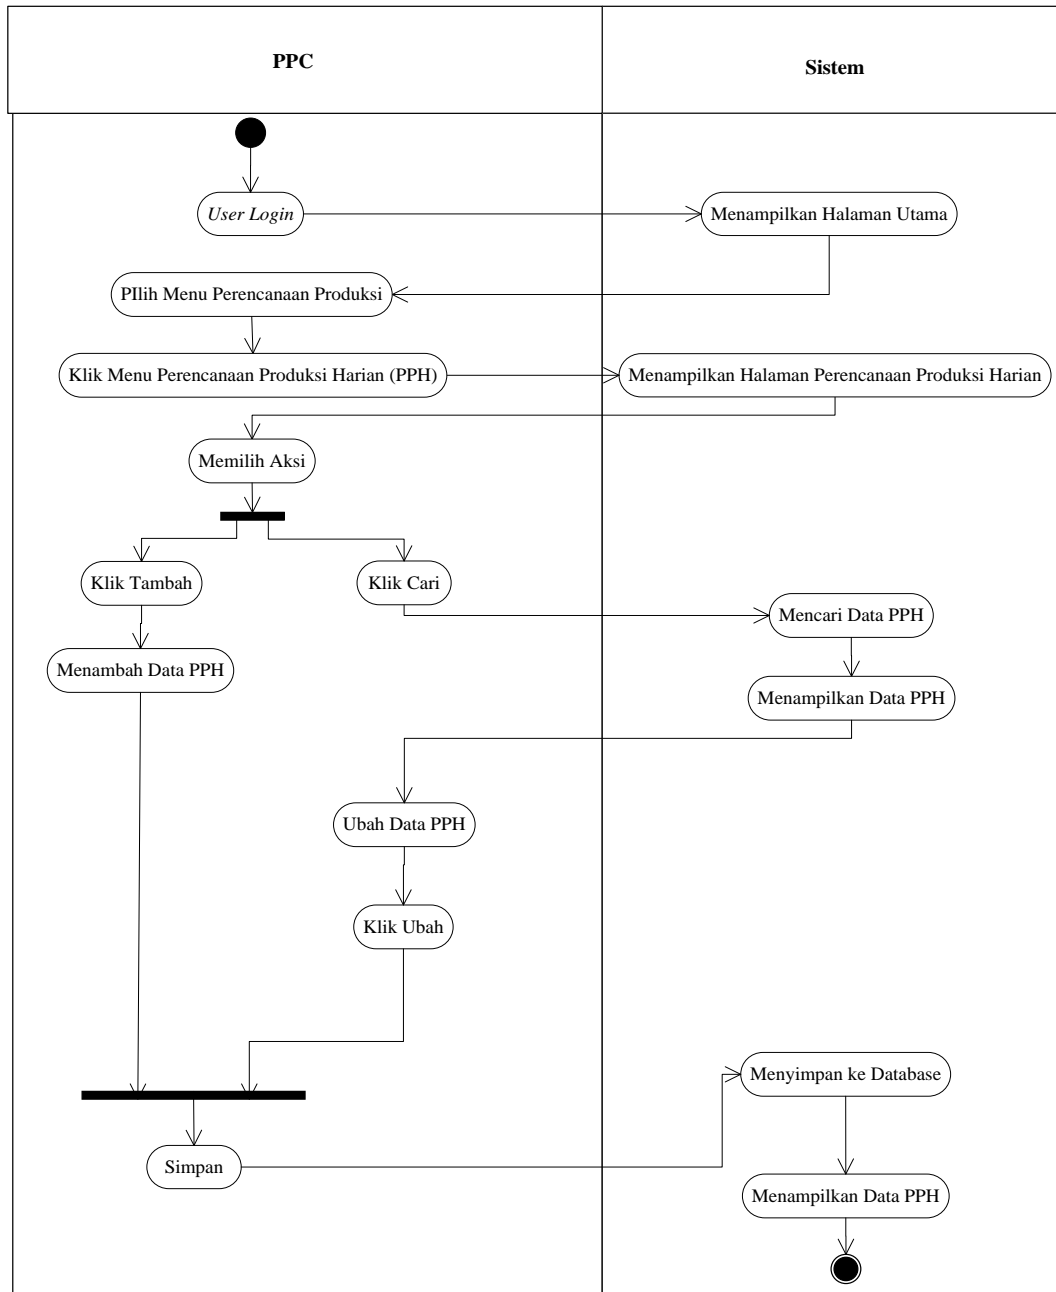 PPC
Sistem
User Login
Menampilkan Halaman Utama
PIlih Menu Perencanaan Produksi
Klik Menu Perencanaan Produksi Harian (PPH)
Menampilkan Halaman Perencanaan Produksi Harian
Memilih Aksi
Klik Tambah
Klik Cari
Mencari Data PPH
Menambah Data PPH
Menampilkan Data PPH
Ubah Data PPH
Klik Ubah
Menyimpan ke Database
Simpan
Menampilkan Data PPH